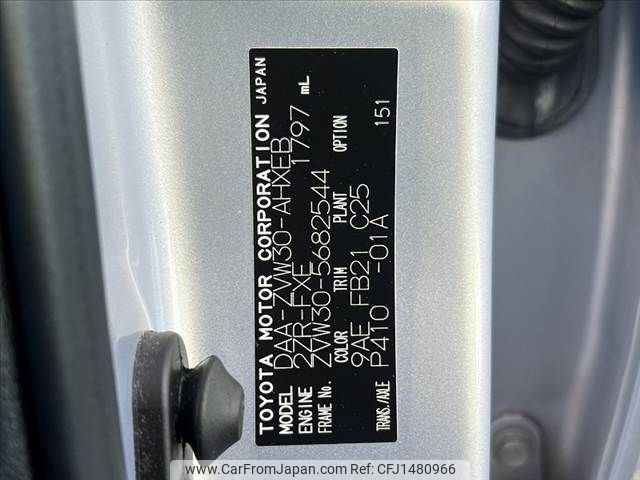 TOYOTA MOTOR CORPORATION JAPAN
MODEL DAA-ZVW30-AHXEB
ENGINE 2ZR-FXE 1797 mL
FRAME No. ZVW30-5682544
COLOR TRIM PLANT OPTION
9AE FB21 C25
TRANS./AXLE P410 -01A 151
www.CarFromJapan.com Ref No. CFJ1480966